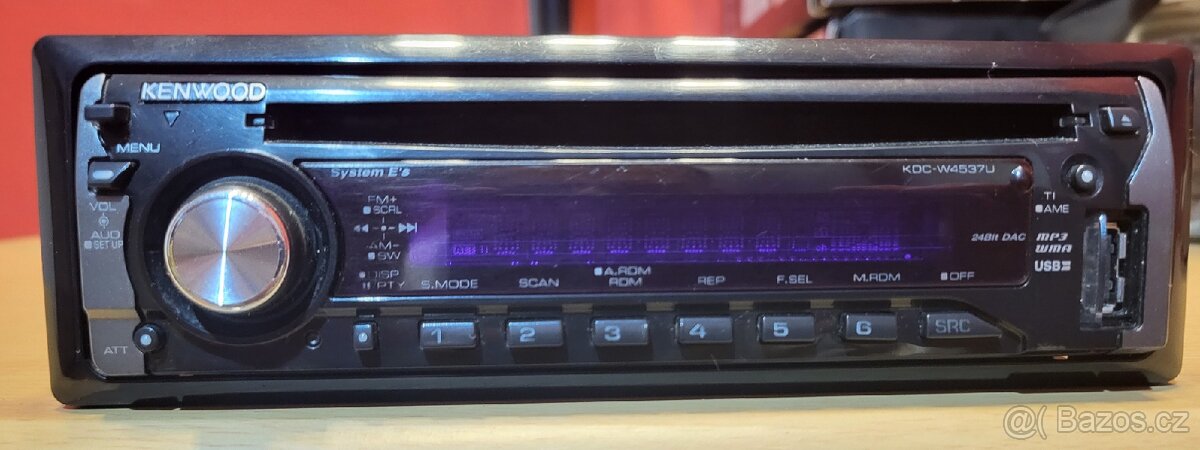 KENWOOD
MENU
System E's
KDC-W4537U
VOL
AUD
SET UP
FM+
SCRL
AM-
SW
DISP
PTY
TI
AME
24Bit DAC
MP3
WMA
USB
S.MODE
SCAN
A.RDM
RDM
REP
F.SEL
M.RDM
OFF
ATT
1
2
3
4
5
6
SRC
@( Bazos.cz